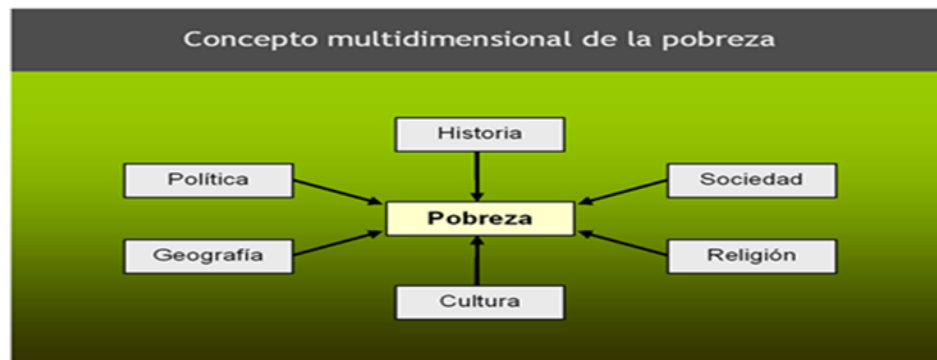 Concepto multidimensional de la pobreza
Historia
Política
Sociedad
Pobreza
Geografía
Religión
Cultura